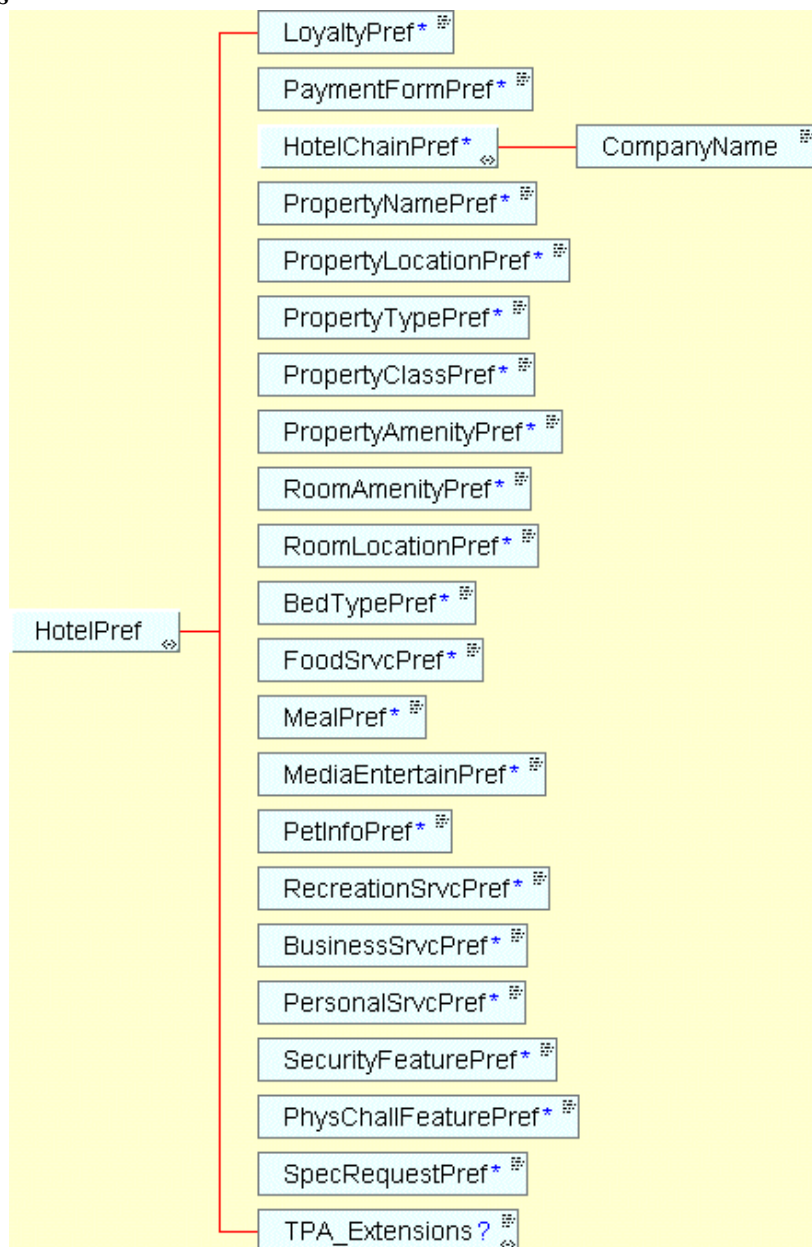 LoyaltyPref*
PaymentFormPref*
HotelChainPref* CompanyName
PropertyNamePref*
PropertyLocationPref*
PropertyTypePref*
PropertyClassPref*
PropertyAmenityPref*
RoomAmenityPref*
RoomLocationPref*
BedTypePref*
HotelPref
FoodSrvcPref*
MealPref*
MediaEntertainPref*
PetInfoPref*
RecreationSrvcPref*
BusinessSrvcPref*
PersonalSrvcPref*
SecurityFeaturePref*
PhysChallFeaturePref*
SpecRequestPref*
TPA_Extensions?